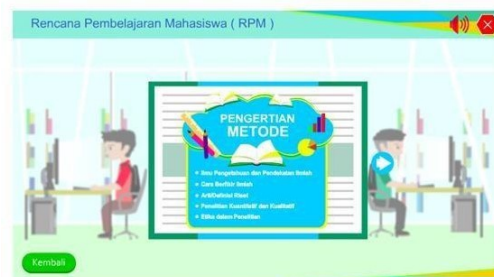 Rencana Pembelajaran Mahasiswa ( RPM )
PENGERTIAN
METODE
Ilmu Pengetahuan dan Pendekatan Ilmiah
Cara Berfikir Ilmiah
Arti/Definisi Riset
Penelitian Kuantitatif dan Kualitatif
Etika dalam Penelitian
Kembali